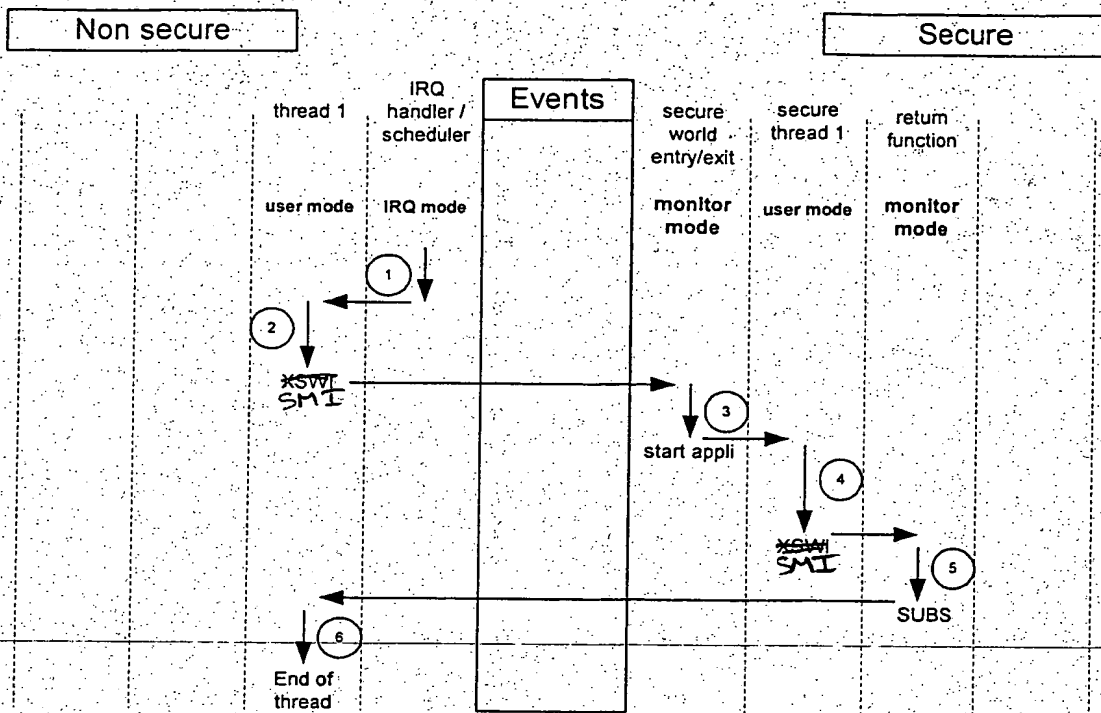 Non secure
Secure
Events
thread 1
IRQ
handler /
scheduler
secure
world
entry/exit
secure
thread 1
return
function
user mode
IRQ mode
monitor
mode
user mode
monitor
mode
1
2
XSWI
SMI
3
start appli
4
XSWI
SMI
5
SUBS
6
End of
thread